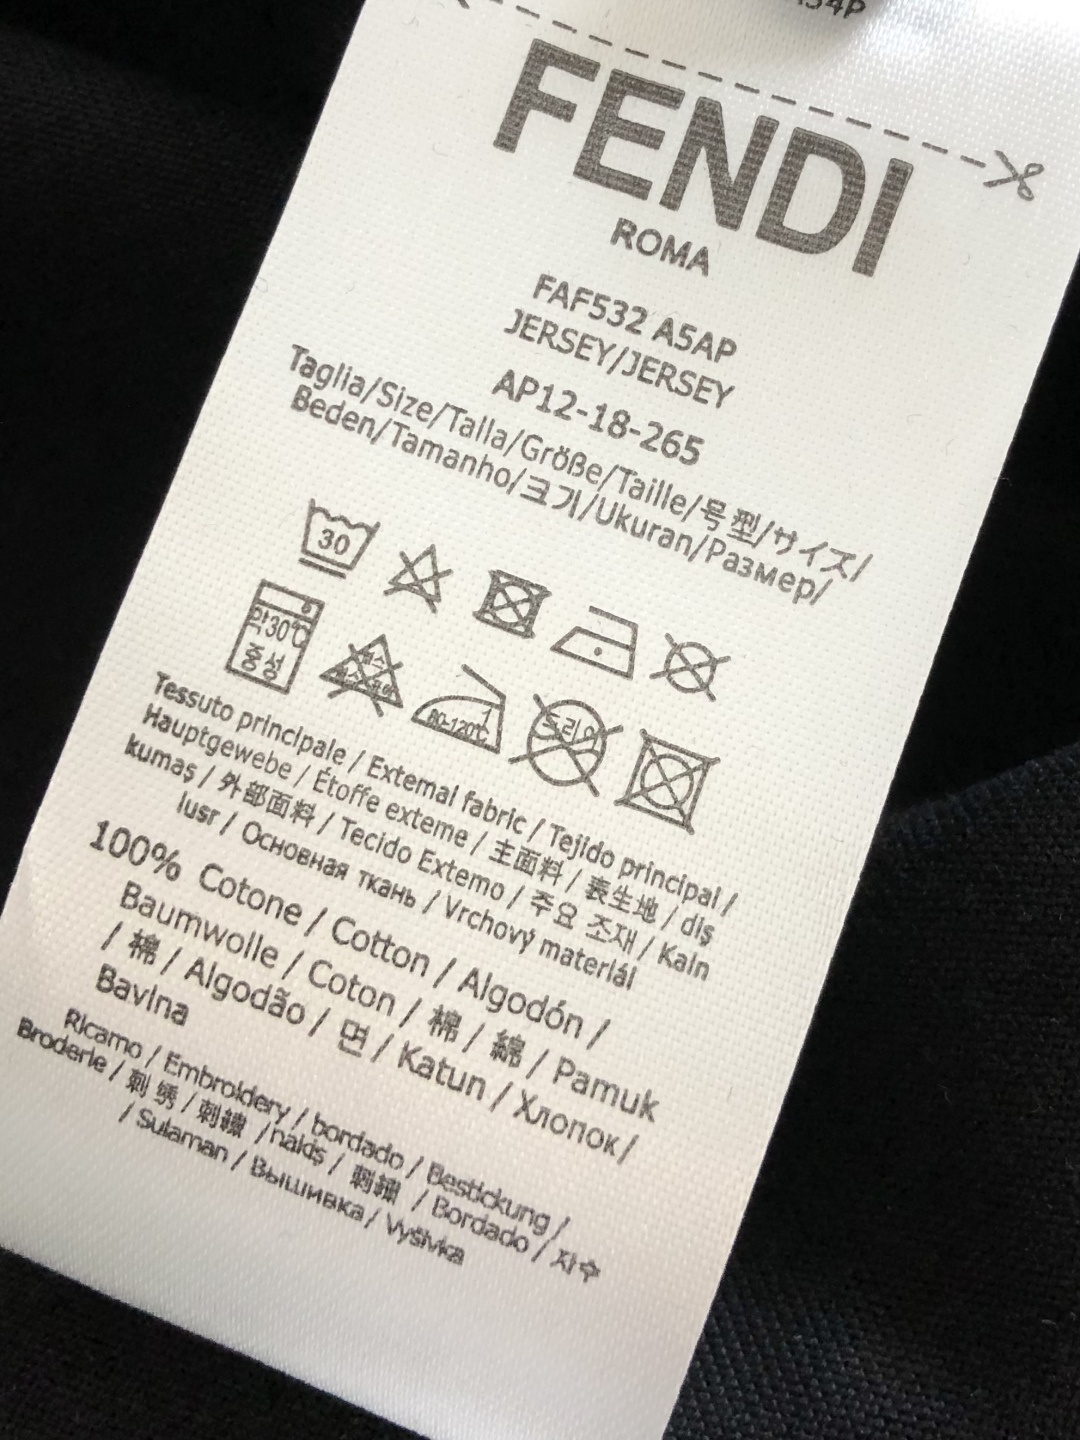 FENDI
ROMA
FAF532 A5AP
JERSEY/JERSEY
AP12-18-265
Taglia/Size/Talla/Größe/Taille/号型/サイズ/
Beden/Tamanho/크기/Ukuran/Размер/
30
약30℃
중성
80-120℃
드라이
Tessuto principale / External fabric / Tejido principal /
Hauptgewebe / Étoffe externe / 主面料 / 表生地 / dış
kumaş / 外部面料 / Tecido Externo / 주요 조재 / Kain
lusr / Основная ткань / Vrchový materiál
100% Cotone / Cotton / Algodón /
Baumwolle / Coton / 棉 / 綿 / Pamuk
/ 棉 / Algodão / 면 / Katun / Хлопок/
Bavlna
Ricamo / Embroidery / bordado / Bestickung /
Broderie / 刺绣 / 刺繍 /nakış / 刺繡 / Bordado / 자수
/ Sulaman / Вышивка / Vyšivka